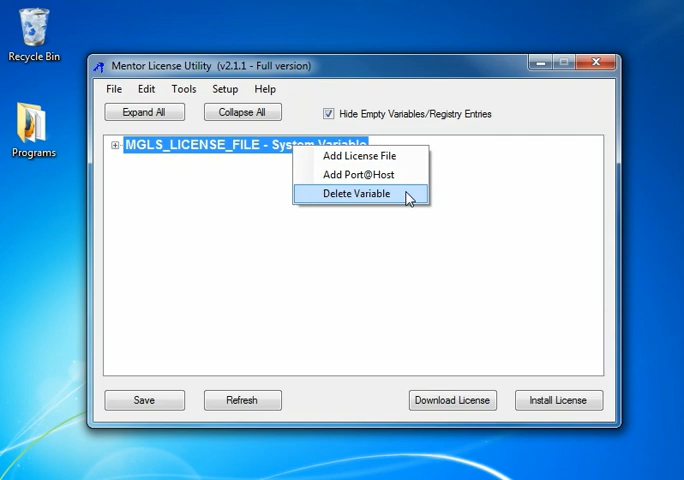 Recycle Bin
Programs
Mentor License Utility (v2.1.1 - Full version)
File Edit Tools Setup Help
Expand All Collapse All Hide Empty Variables/Registry Entries
MGLS_LICENSE_FILE - System Variable
Add License File
Add Port@Host
Delete Variable
Save Refresh Download License Install License